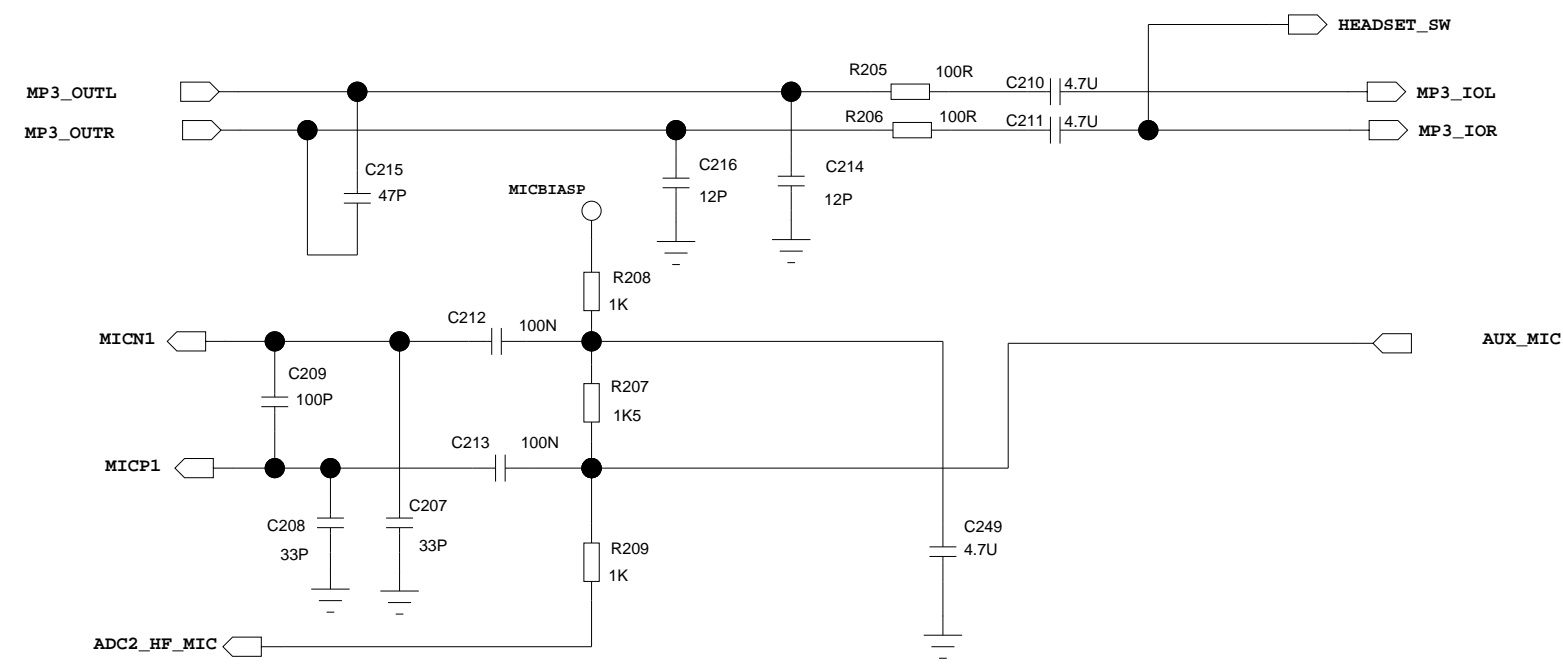 HEADSET_SW
MP3_OUTL
R205
100R
C210
4.7U
MP3_IOL
MP3_OUTR
R206
100R
C211
4.7U
MP3_IOR
C215
47P
C216
12P
C214
12P
MICBIASP
R208
1K
MICN1
C212
100N
AUX_MIC
C209
100P
R207
1K5
MICP1
C213
100N
C208
33P
C207
33P
R209
1K
C249
4.7U
ADC2_HF_MIC